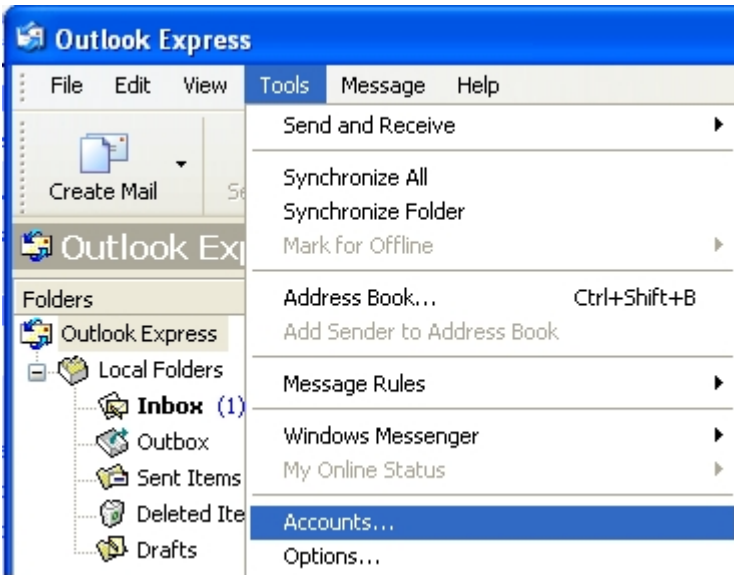 Outlook Express
File Edit View Tools Message Help
Send and Receive
Create Mail
Synchronize All
Synchronize Folder
Mark for Offline
Outlook
Address Book... Ctrl+Shift+B
Add Sender to Address Book
Folders
Outlook Express
Local Folders
Inbox (1)
Outbox
Sent Items
Deleted Ite
Drafts
Message Rules
Windows Messenger
My Online Status
Accounts...
Options...